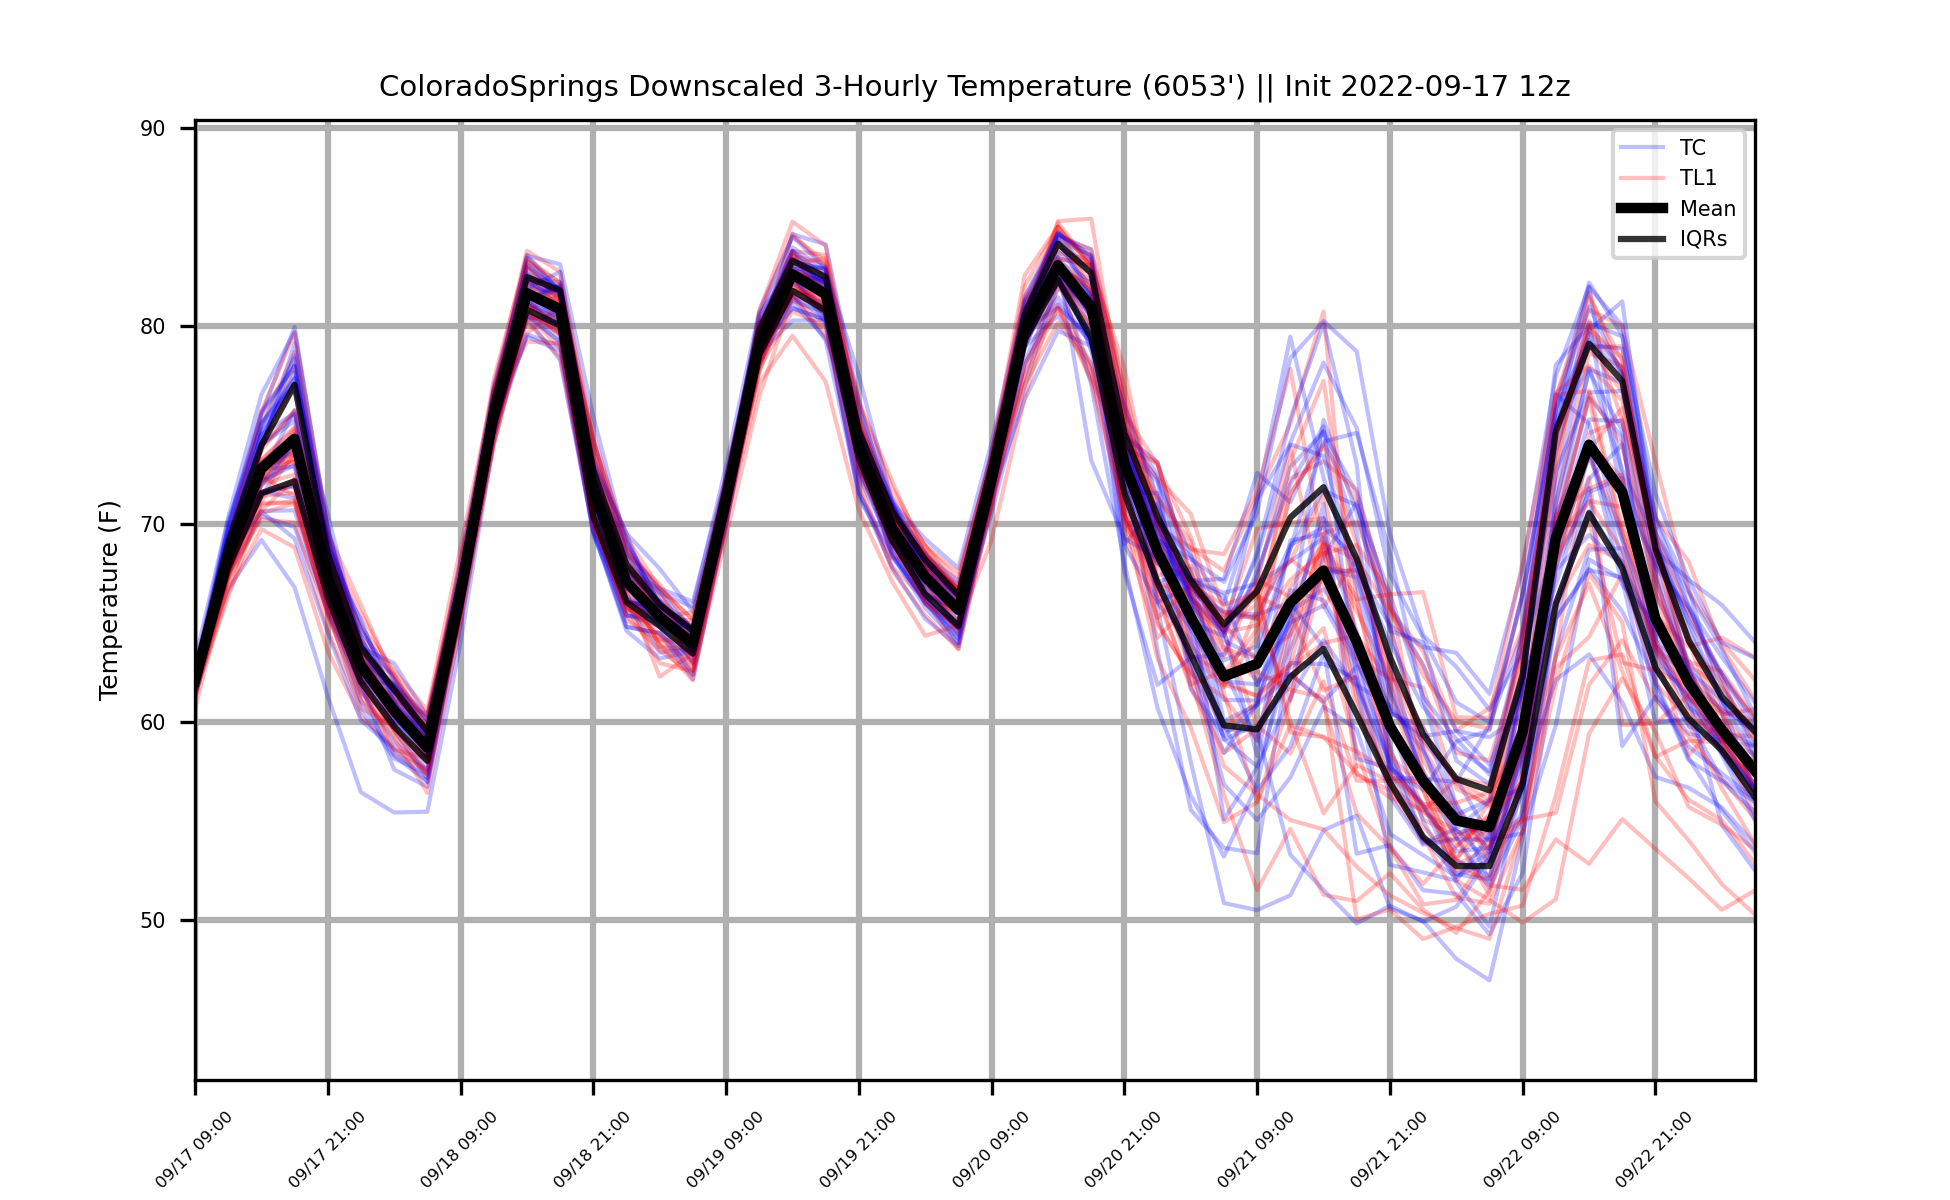 ColoradoSprings Downscaled 3-Hourly Temperature (6053') || Init 2022-09-17 12z
TC
TL1
Mean
IQRs
Temperature (F)
90
80
70
60
50
09/17 09:00
09/17 21:00
09/18 09:00
09/18 21:00
09/19 09:00
09/19 21:00
09/20 09:00
09/20 21:00
09/21 09:00
09/21 21:00
09/22 09:00
09/22 21:00